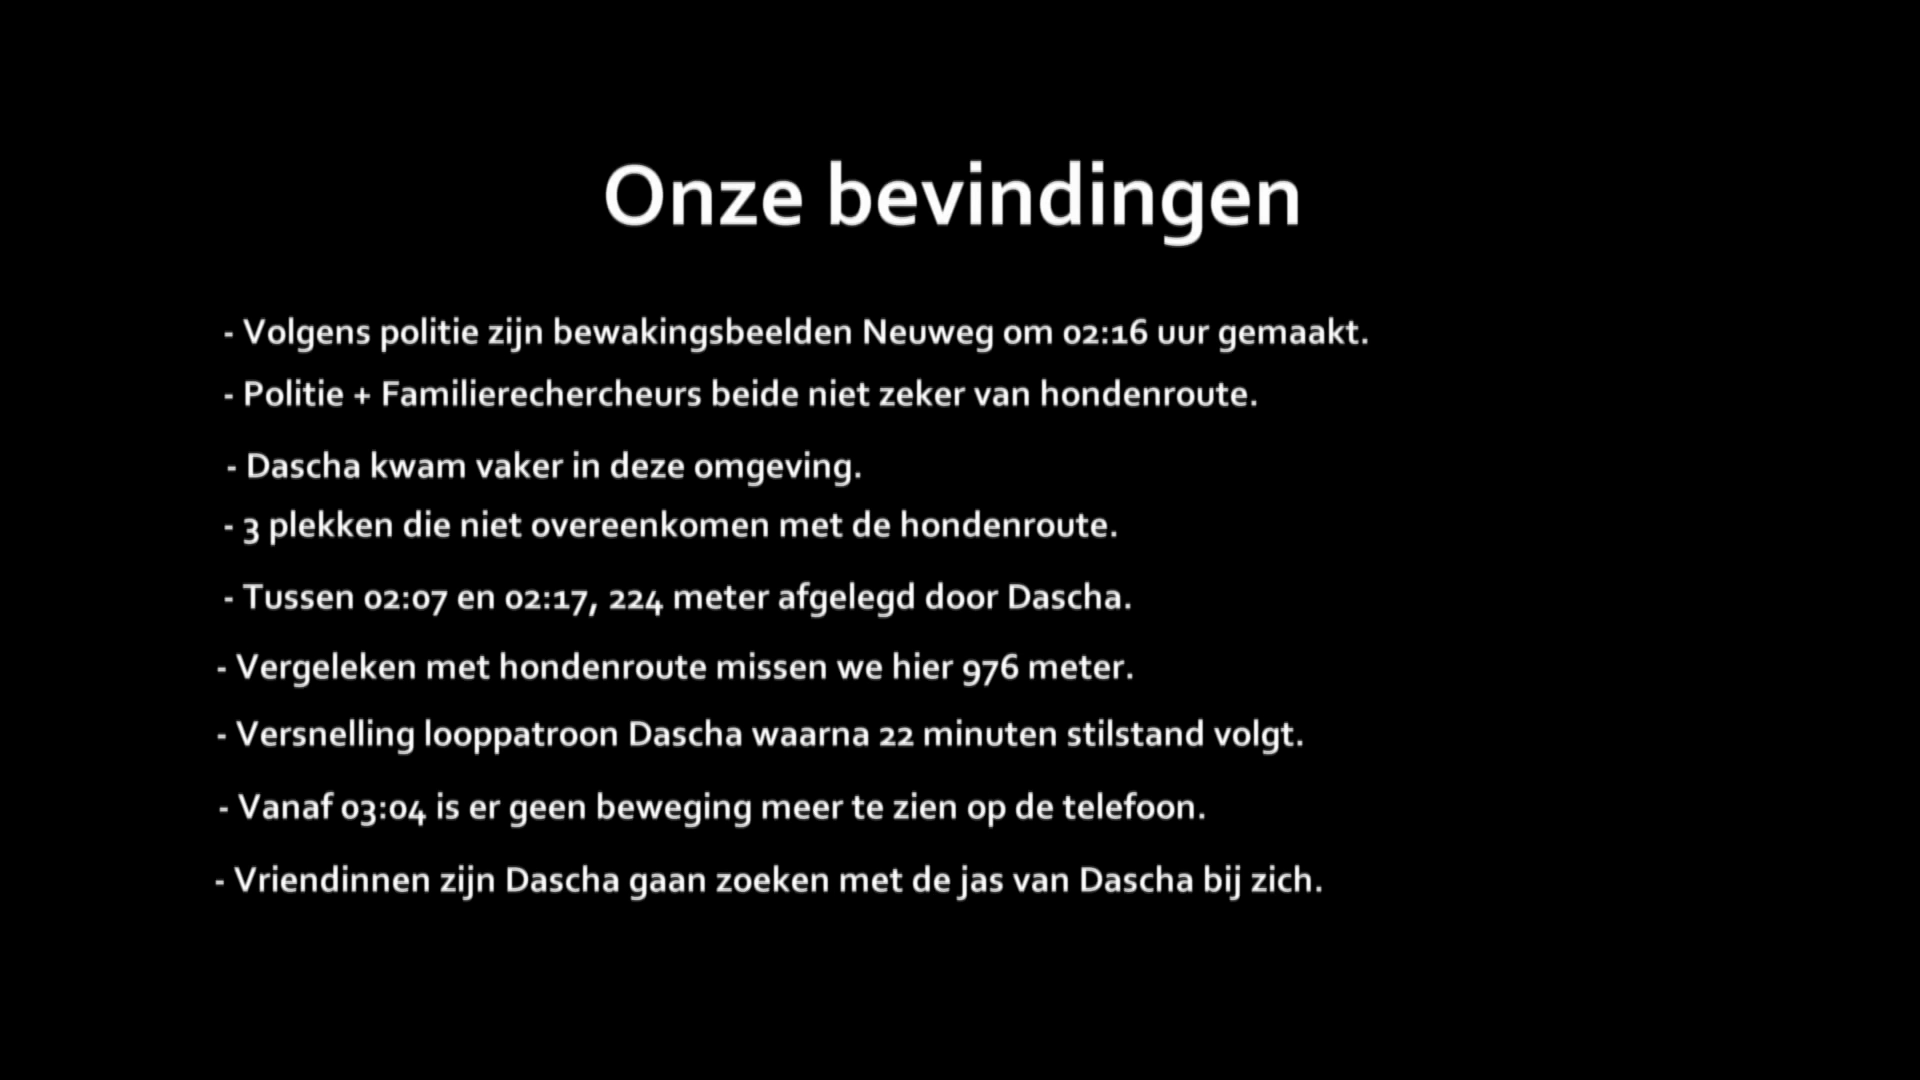 Onze bevindingen
- Volgens politie zijn bewakingsbeelden Neuweg om 02:16 uur gemaakt.
- Politie + Familierechercheurs beide niet zeker van hondenroute.
- Dascha kwam vaker in deze omgeving.
- 3 plekken die niet overeenkomen met de hondenroute.
- Tussen 02:07 en 02:17, 224 meter afgelegd door Dascha.
- Vergeleken met hondenroute missen we hier 976 meter.
- Versnelling looppatroon Dascha waarna 22 minuten stilstand volgt.
- Vanaf 03:04 is er geen beweging meer te zien op de telefoon.
- Vriendinnen zijn Dascha gaan zoeken met de jas van Dascha bij zich.